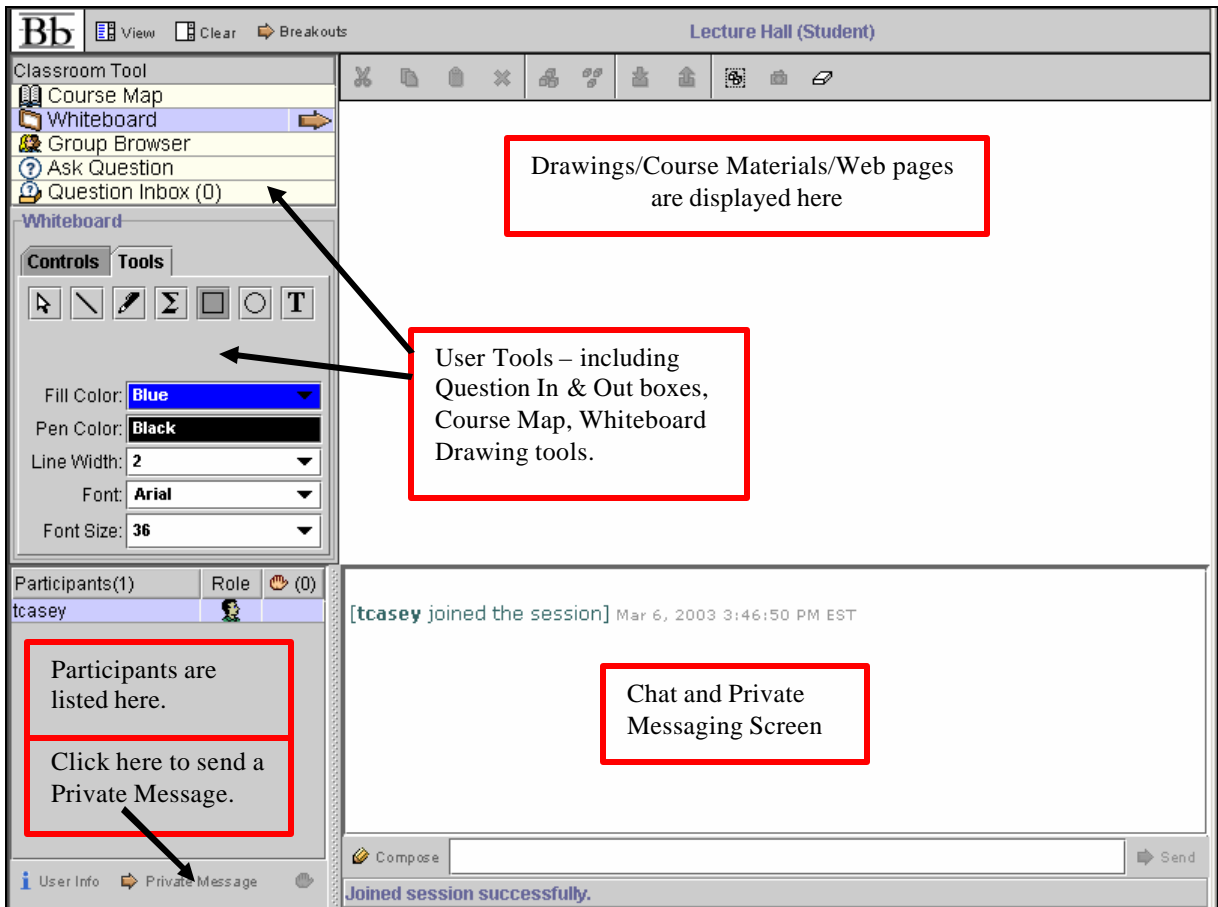 Bb View Clear Breakouts Lecture Hall (Student)
Classroom Tool
Course Map
Whiteboard
Group Browser
Ask Question
Question Inbox (0)
Drawings/Course Materials/Web pages
are displayed here
Whiteboard
Controls Tools
Σ T
Fill Color: Blue
Pen Color: Black
Line Width: 2
Font: Arial
Font Size: 36
User Tools – including
Question In & Out boxes,
Course Map, Whiteboard
Drawing tools.
Participants(1) Role (0)
tcasey
Participants are
listed here.
Click here to send a
Private Message.
User Info Private Message
[tcasey joined the session] Mar 6, 2003 3:46:50 PM EST
Chat and Private
Messaging Screen
Compose Send
Joined session successfully.